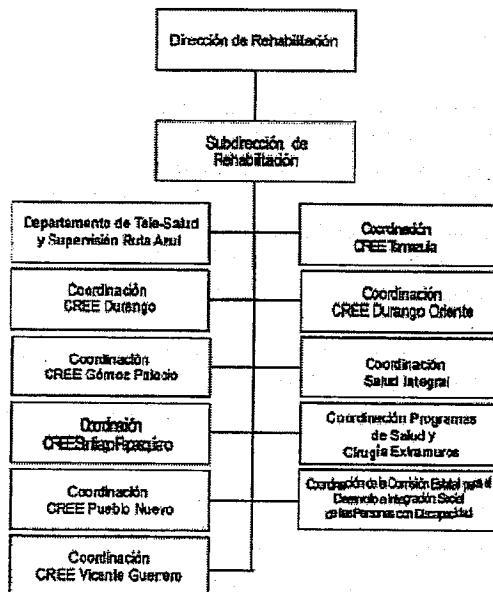 Dirección de Rehabilitación
Subdirección de
Rehabilitación
Departamento de Tele-Salud
y Supervisión Ruta Azul
Coordinación
CREE Tamazula
Coordinación
CREE Durango
Coordinación
CREE Durango Oriente
Coordinación
CREE Gómez Palacio
Coordinación
Salud Integral
Coordinación
CREE Santiago Papasquiaro
Coordinación Programas
de Salud y
Cirugía Extramuros
Coordinación
CREE Pueblo Nuevo
Coordinación de la Comisión Estatal para el
Desarrollo e Integración Social
de las Personas con Discapacidad
Coordinación
CREE Vicente Guerrero